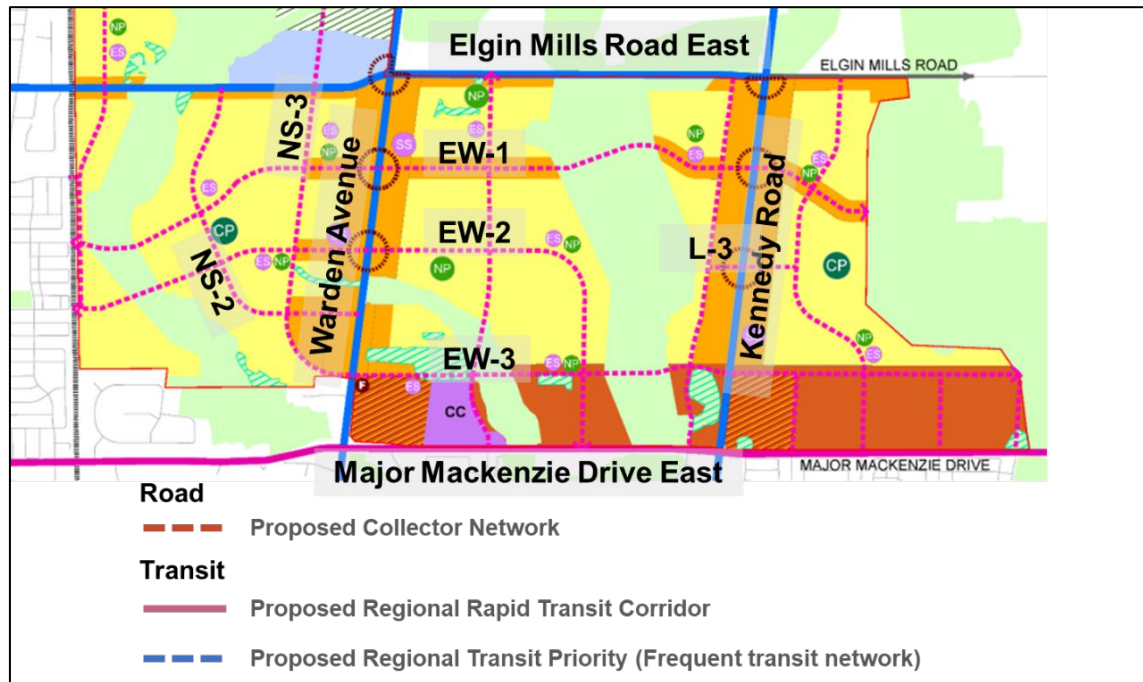 NP
ES
Elgin Mills Road East
ELGIN MILLS ROAD
NS-3
NP
ES
NP
SS
EW-1
NP
ES
ES
NP
ES
Warden Avenue
Kennedy Road
CP
EW-2
ES
NP
L-3
CP
NS-2
ES
NP
NP
EW-3
ES
NP
NP
ES
F
ES
CC
Major Mackenzie Drive East
MAJOR MACKENZIE DRIVE
Road
Proposed Collector Network
Transit
Proposed Regional Rapid Transit Corridor
Proposed Regional Transit Priority (Frequent transit network)